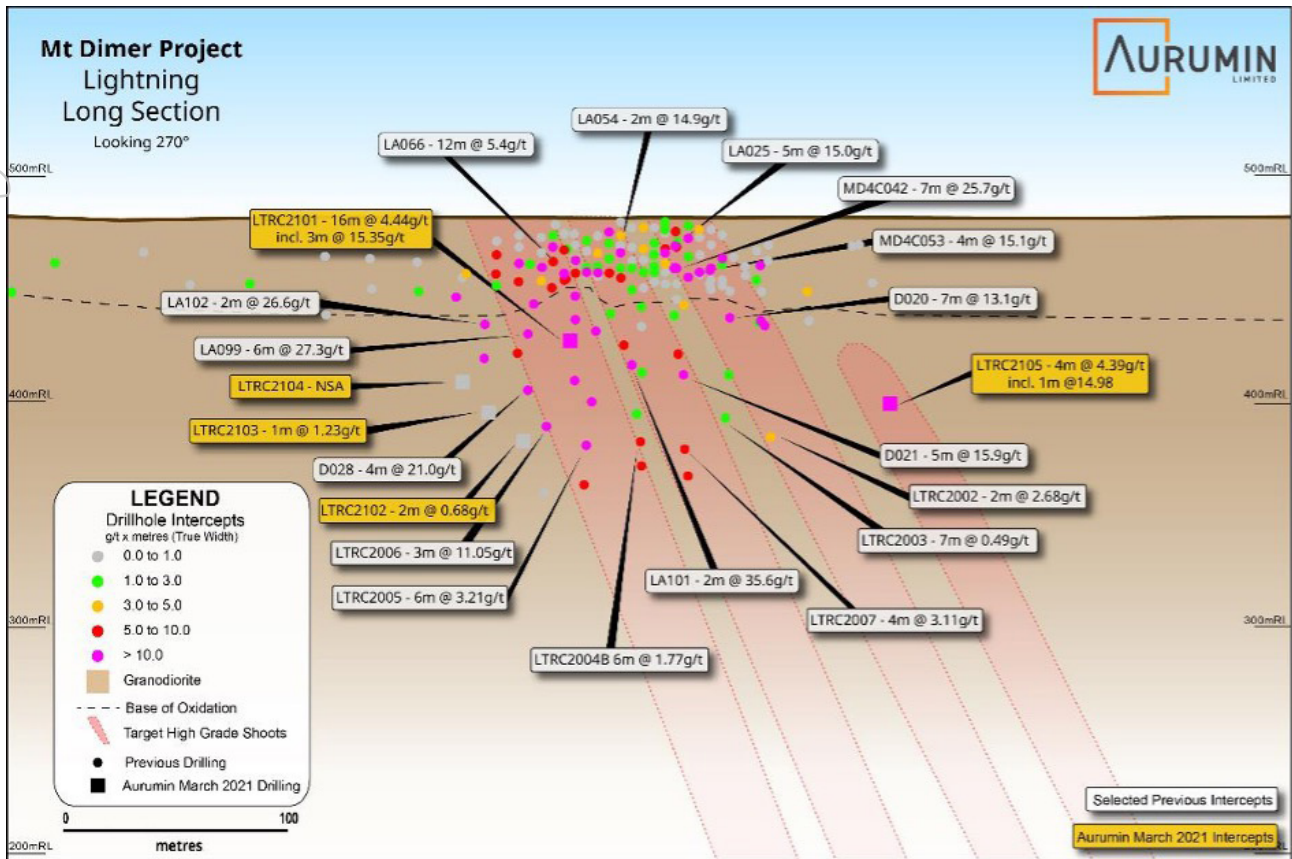 Mt Dimer Project
Lightning
Long Section
Looking 270°
AURUMIN
LIMITED
500mRL
500mRL
LA054 - 2m @ 14.9g/t
LA066 - 12m @ 5.4g/t
LA025 - 5m @ 15.0g/t
MD4C042 - 7m @ 25.7g/t
LTRC2101 - 16m @ 4.44g/t
incl. 3m @ 15.35g/t
MD4C053 - 4m @ 15.1g/t
LA102 - 2m @ 26.6g/t
D020 - 7m @ 13.1g/t
LA099 - 6m @ 27.3g/t
LTRC2105 - 4m @ 4.39g/t
incl. 1m @14.98
LTRC2104 - NSA
400mRL
400mRL
LTRC2103 - 1m @ 1.23g/t
D028 - 4m @ 21.0g/t
D021 - 5m @ 15.9g/t
LTRC2002 - 2m @ 2.68g/t
LTRC2102 - 2m @ 0.68g/t
LTRC2003 - 7m @ 0.49g/t
LTRC2006 - 3m @ 11.05g/t
LA101 - 2m @ 35.6g/t
LTRC2005 - 6m @ 3.21g/t
LTRC2007 - 4m @ 3.11g/t
300mRL
300mRL
LTRC2004B 6m @ 1.77g/t
LEGEND
Drillhole Intercepts
g/t x metres (True Width)
0.0 to 1.0
1.0 to 3.0
3.0 to 5.0
5.0 to 10.0
> 10.0
Granodiorite
Base of Oxidation
Target High Grade Shoots
Previous Drilling
Aurumin March 2021 Drilling
0 100
metres
200mRL
Selected Previous Intercepts
Aurumin March 2021 Intercepts